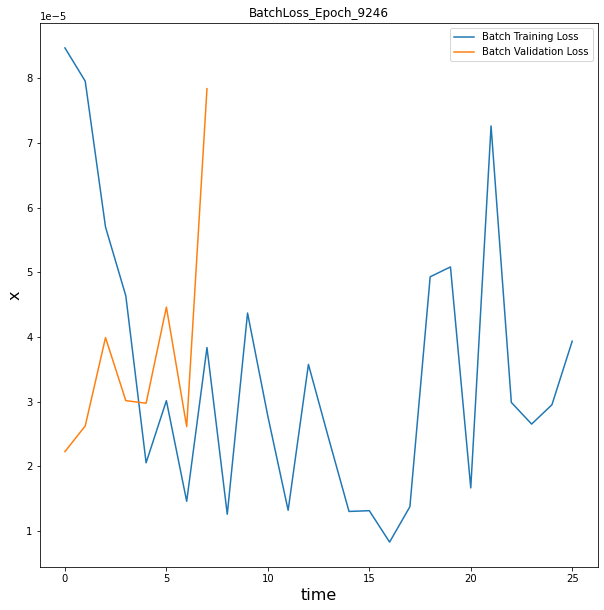 BatchLoss_Epoch_9246
1e−5
Batch Training Loss
Batch Validation Loss
8
7
6
5
4
3
2
1
x
0 5 10 15 20 25
time